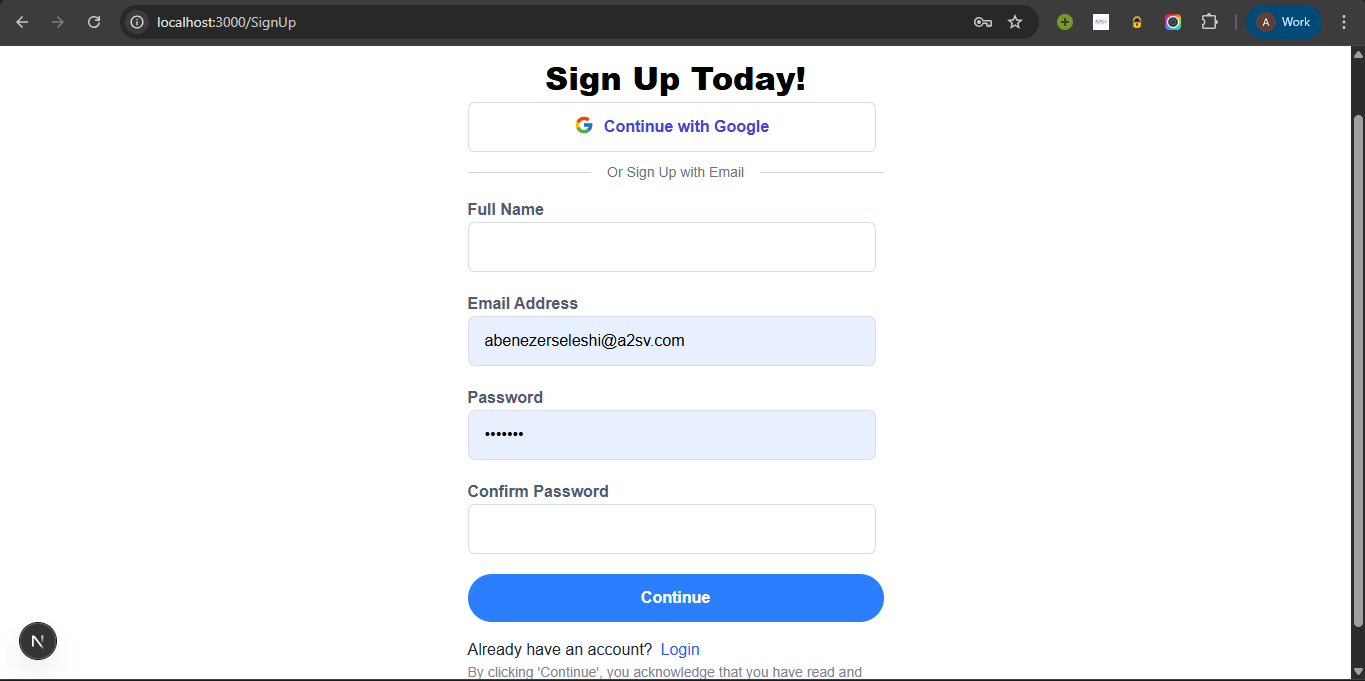 localhost:3000/SignUp
A Work
Sign Up Today!
Continue with Google
Or Sign Up with Email
Full Name
Email Address
abenezerseleshi@a2sv.com
Password
•••••••
Confirm Password
Continue
N
Already have an account? Login
By clicking 'Continue', you acknowledge that you have read and